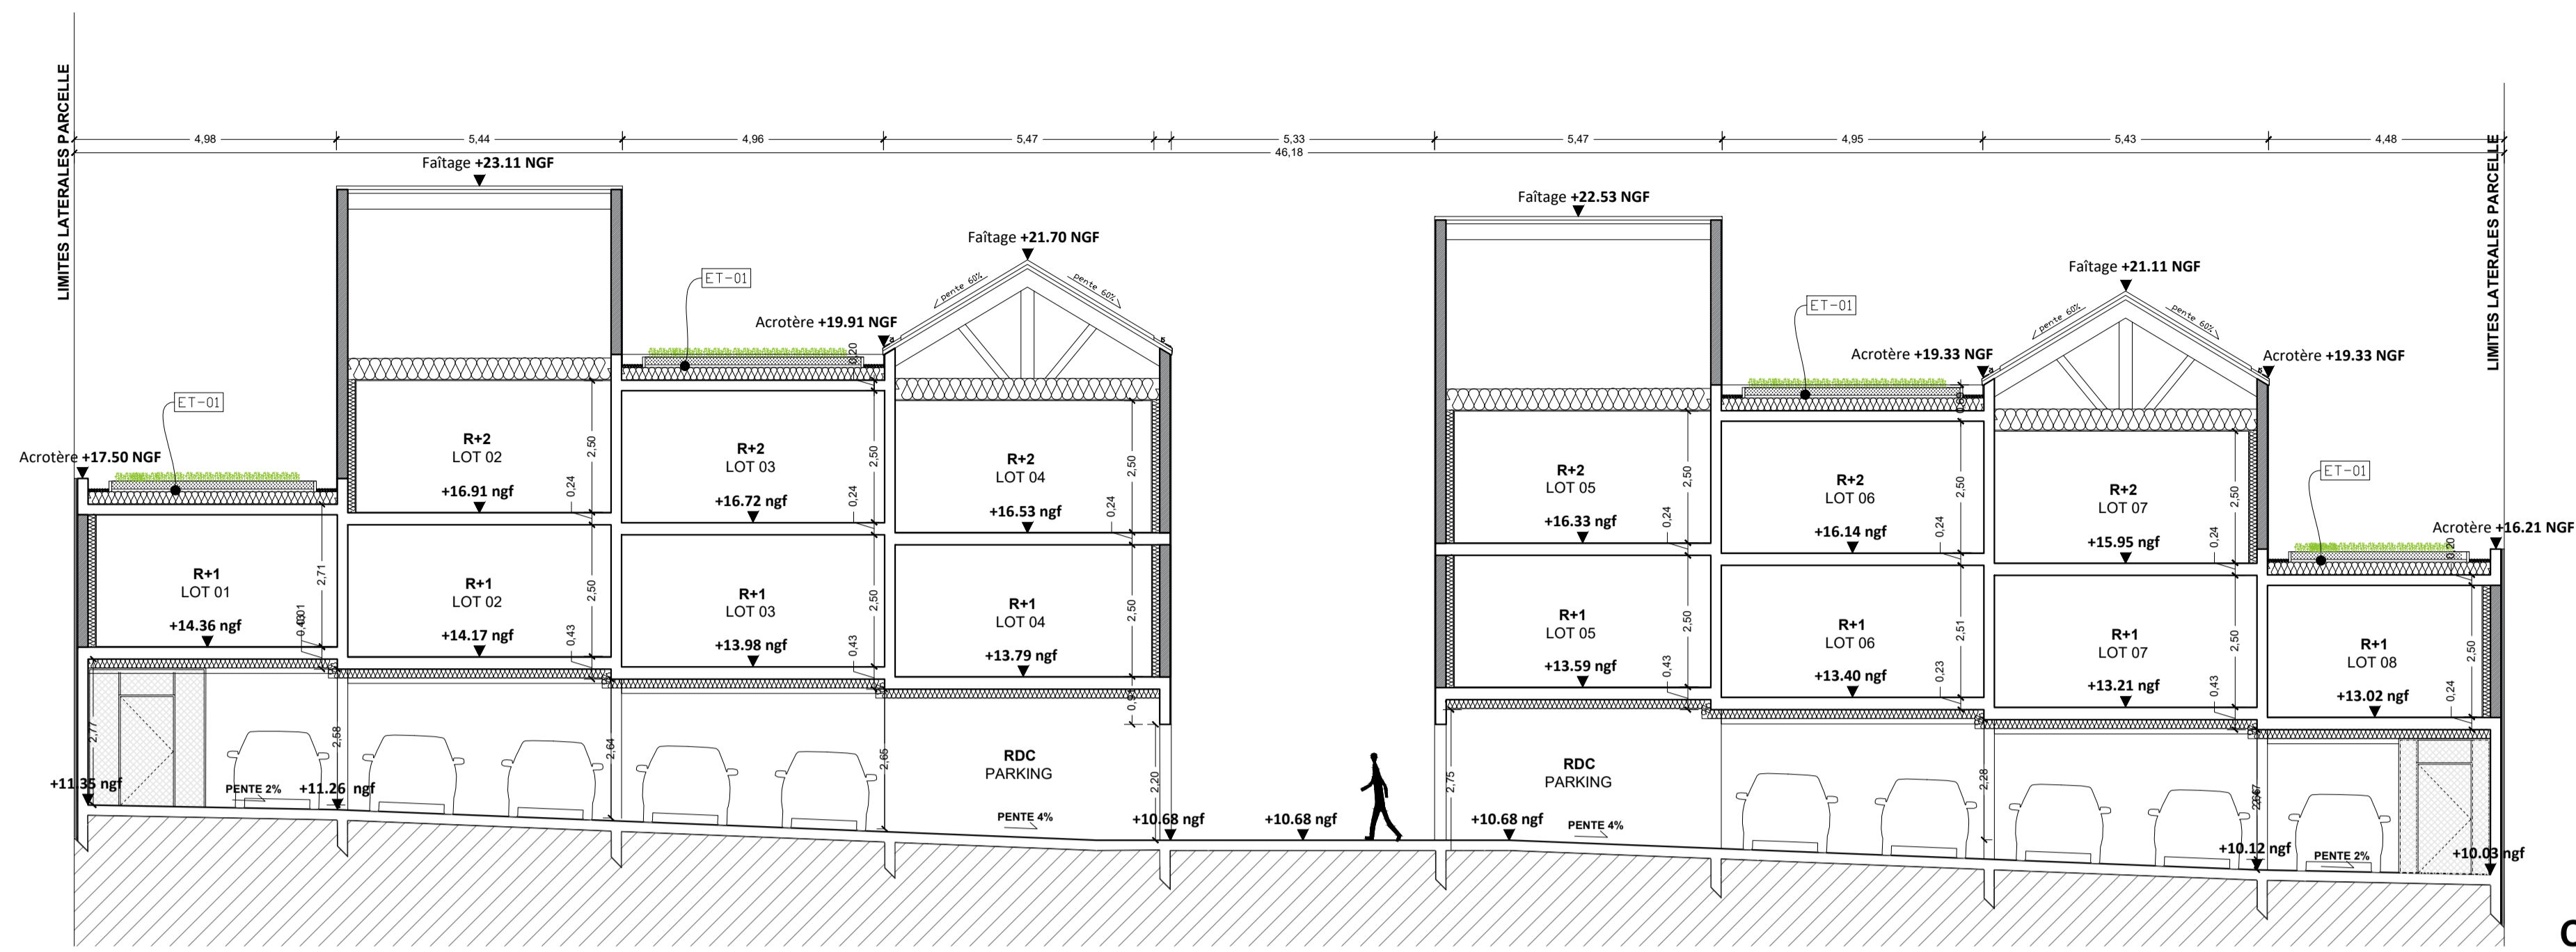 LIMITES LATERALES PARCELLE
LIMITES LATERALES PARCELLE
4,98
5,44
4,96
5,47
5,33
5,47
4,95
5,43
4,48
46,18
Faîtage +23.11 NGF
Faîtage +22.53 NGF
Faîtage +21.70 NGF
Faîtage +21.11 NGF
pente 60%
pente 60%
pente 60%
pente 60%
ET-01
ET-01
ET-01
ET-01
Acrotère +19.91 NGF
0,20
Acrotère +19.33 NGF
Acrotère +19.33 NGF
Acrotère +17.50 NGF
Acrotère +16.21 NGF
0,20
R+2
LOT 02
+16.91 ngf
2,50
0,24
R+2
LOT 03
+16.72 ngf
2,50
0,24
R+2
LOT 04
+16.53 ngf
2,50
0,24
R+2
LOT 05
+16.33 ngf
2,50
0,24
R+2
LOT 06
+16.14 ngf
2,50
0,24
R+2
LOT 07
+15.95 ngf
2,50
0,24
R+1
LOT 01
+14.36 ngf
2,71
R+1
LOT 02
+14.17 ngf
2,50
0,43
R+1
LOT 03
+13.98 ngf
2,50
0,43
R+1
LOT 04
+13.79 ngf
2,50
R+1
LOT 05
+13.59 ngf
2,50
0,43
R+1
LOT 06
+13.40 ngf
2,51
0,23
R+1
LOT 07
+13.21 ngf
2,50
0,43
R+1
LOT 08
+13.02 ngf
2,50
0,24
2,77
2,58
2,64
2,65
2,20
2,75
2,28
RDC
PARKING
RDC
PARKING
+11.35 ngf
PENTE 2%
+11.26 ngf
PENTE 4%
+10.68 ngf
+10.68 ngf
+10.68 ngf
PENTE 4%
+10.12 ngf
PENTE 2%
+10.03 ngf